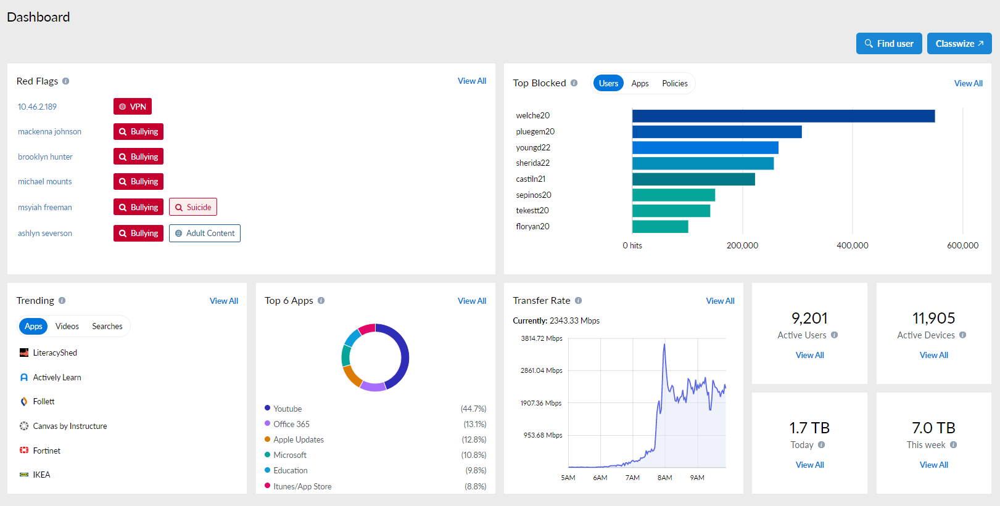 Dashboard
Find user
Classwize
Red Flags
View All
10.46.2.189 VPN
mackenna johnson Bullying
brooklyn hunter Bullying
michael mounts Bullying
msyiah freeman Bullying Suicide
ashlyn severson Bullying Adult Content
Top Blocked Users Apps Policies
View All
welche20
pluegem20
youngd22
sherida22
castiln21
sepinos20
tekestt20
floryan20
0 hits 200,000 400,000 600,000
Trending
View All
Apps Videos Searches
LiteracyShed
Actively Learn
Follett
Canvas by Instructure
Fortinet
IKEA
Top 6 Apps
View All
Youtube (44.7%)
Office 365 (13.1%)
Apple Updates (12.8%)
Microsoft (10.8%)
Education (9.8%)
Itunes/App Store (8.8%)
Transfer Rate
View All
Currently: 2343.33 Mbps
3814.72 Mbps
2861.04 Mbps
1907.36 Mbps
953.68 Mbps
5AM 6AM 7AM 8AM 9AM
9,201
Active Users
View All
11,905
Active Devices
View All
1.7 TB
Today
View All
7.0 TB
This week
View All